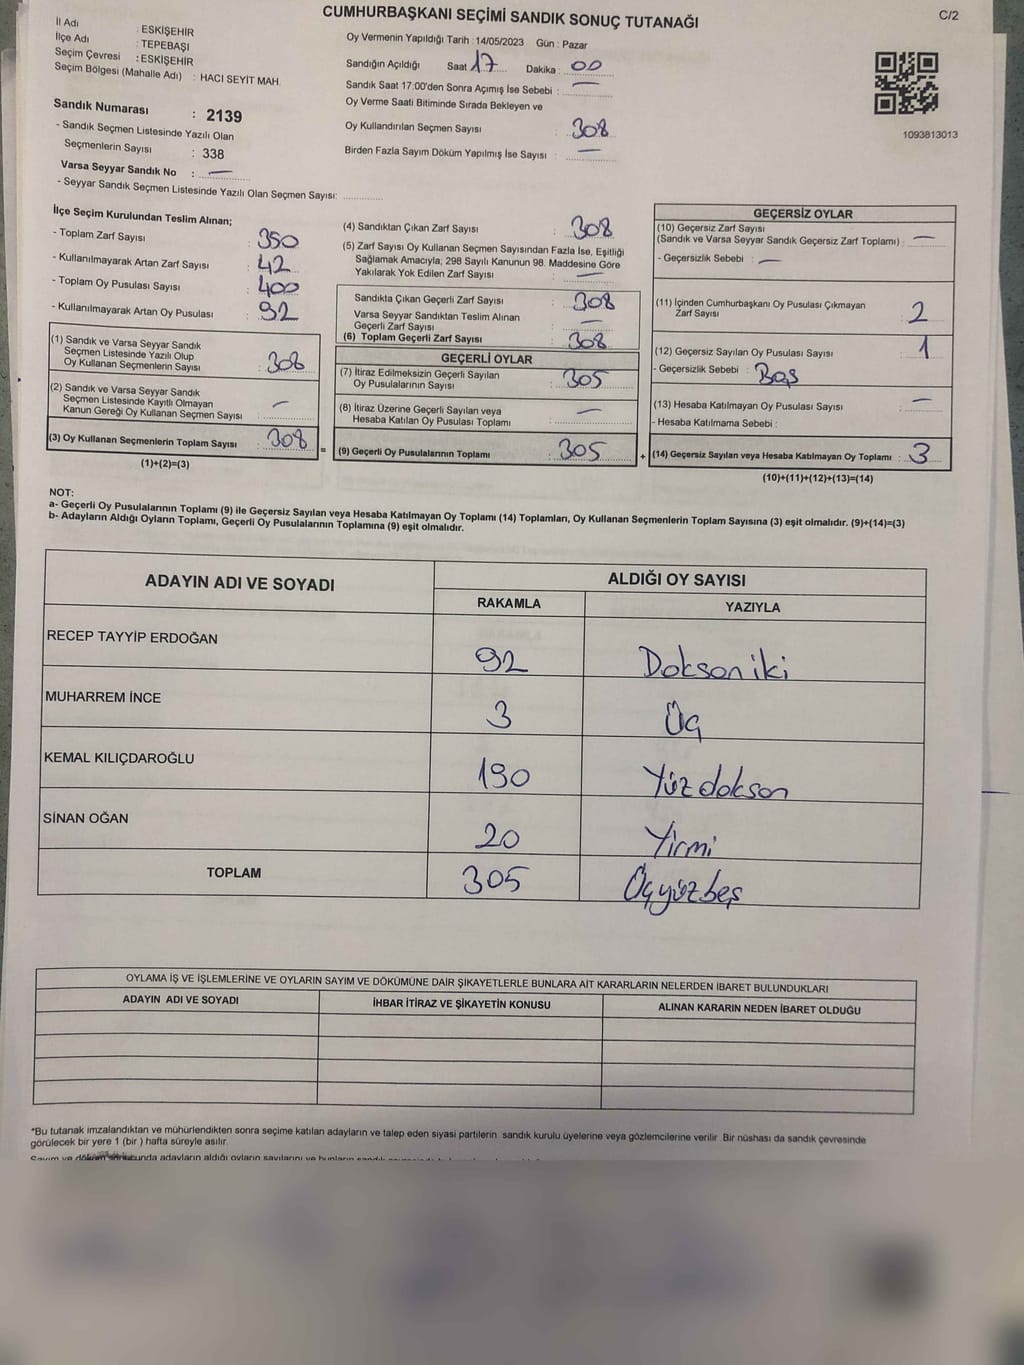 CUMHURBAŞKANI SEÇİMİ SANDIK SONUÇ TUTANAĞI
C/2
İl Adı : ESKİŞEHİR
İlçe Adı : TEPEBAŞI
Seçim Çevresi : ESKİŞEHİR
Seçim Bölgesi (Mahalle Adı) : HACI SEYİT MAH.
Sandık Numarası : 2139
- Sandık Seçmen Listesinde Yazılı Olan
Seçmenlerin Sayısı : 338
Varsa Seyyar Sandık No : —
- Seyyar Sandık Seçmen Listesinde Yazılı Olan Seçmen Sayısı: ..............
Oy Vermenin Yapıldığı Tarih : 14/05/2023 Gün : Pazar
Sandığın Açıldığı Saat 17 Dakika : 00
Sandık Saat 17:00'den Sonra Açımış İse Sebebi : —
Oy Verme Saati Bitiminde Sırada Bekleyen ve
Oy Kullandırılan Seçmen Sayısı : 308
Birden Fazla Sayım Döküm Yapılmış İse Sayısı : —
1093813013
İlçe Seçim Kurulundan Teslim Alınan;
- Toplam Zarf Sayısı : 350
- Kullanılmayarak Artan Zarf Sayısı : 42
- Toplam Oy Pusulası Sayısı : 400
- Kullanılmayarak Artan Oy Pusulası : 92
(1) Sandık ve Varsa Seyyar Sandık
Seçmen Listesinde Yazılı Olup
Oy Kullanan Seçmenlerin Sayısı : 308
(2) Sandık ve Varsa Seyyar Sandık
Seçmen Listesinde Kayıtlı Olmayan
Kanun Gereği Oy Kullanan Seçmen Sayısı : —
(3) Oy Kullanan Seçmenlerin Toplam Sayısı : 308
(1)+(2)=(3)
(4) Sandıktan Çıkan Zarf Sayısı : 308
(5) Zarf Sayısı Oy Kullanan Seçmen Sayısından Fazla İse, Eşitliği
Sağlamak Amacıyla; 298 Sayılı Kanunun 98. Maddesine Göre
Yakılarak Yok Edilen Zarf Sayısı : —
Sandıkta Çıkan Geçerli Zarf Sayısı : 308
Varsa Seyyar Sandıktan Teslim Alınan
Geçerli Zarf Sayısı : —
(6) Toplam Geçerli Zarf Sayısı : 308
GEÇERLİ OYLAR
(7) İtiraz Edilmeksizin Geçerli Sayılan
Oy Pusulalarının Sayısı : 305
(8) İtiraz Üzerine Geçerli Sayılan veya
Hesaba Katılan Oy Pusulası Toplamı : —
= (9) Geçerli Oy Pusulalarının Toplamı : 305
GEÇERSİZ OYLAR
(10) Geçersiz Zarf Sayısı
(Sandık ve Varsa Seyyar Sandık Geçersiz Zarf Toplamı) : —
- Geçersizlik Sebebi : —
(11) İçinden Cumhurbaşkanı Oy Pusulası Çıkmayan
Zarf Sayısı : 2
(12) Geçersiz Sayılan Oy Pusulası Sayısı : 1
- Geçersizlik Sebebi : Boş
(13) Hesaba Katılmayan Oy Pusulası Sayısı : —
- Hesaba Katılmama Sebebi :
+ (14) Geçersiz Sayılan veya Hesaba Katılmayan Oy Toplamı : 3
(10)+(11)+(12)+(13)=(14)
NOT:
a- Geçerli Oy Pusulalarının Toplamı (9) ile Geçersiz Sayılan veya Hesaba Katılmayan Oy Toplamı (14) Toplamları, Oy Kullanan Seçmenlerin Toplam Sayısına (3) eşit olmalıdır. (9)+(14)=(3)
b- Adayların Aldığı Oyların Toplamı, Geçerli Oy Pusulalarının Toplamına (9) eşit olmalıdır.
ADAYIN ADI VE SOYADI
ALDIĞI OY SAYISI
RAKAMLA YAZIYLA
RECEP TAYYİP ERDOĞAN 92 Doksan iki
MUHARREM İNCE 3 Üç
KEMAL KILIÇDAROĞLU 190 Yüz doksan
SİNAN OĞAN 20 Yirmi
TOPLAM 305 Üçyüzbeş
OYLAMA İŞ VE İŞLEMLERİNE VE OYLARIN SAYIM VE DÖKÜMÜNE DAİR ŞİKAYETLERLE BUNLARA AİT KARARLARIN NELERDEN İBARET BULUNDUKLARI
ADAYIN ADI VE SOYADI İHBAR İTİRAZ VE ŞİKAYETİN KONUSU ALINAN KARARIN NEDEN İBARET OLDUĞU
*Bu tutanak imzalandıktan ve mühürlendikten sonra seçime katılan adayların ve talep eden siyasi partilerin sandık kurulu üyelerine veya gözlemcilerine verilir. Bir nüshası da sandık çevresinde
görülecek bir yere 1 (bir ) hafta süreyle asılır.
Sayım ve döküm sonucunda adayların aldığı oyların sayılarını ve bunların